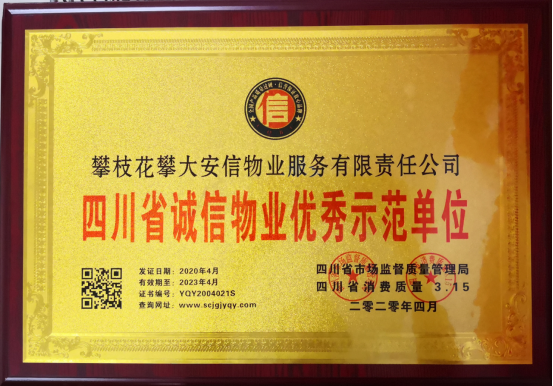 信
攀枝花攀大安信物业服务有限责任公司
四川省诚信物业优秀示范单位
发证日期：2020年4月
有效期至：2023年4月
证书编号：YQY2004021S
查询网址：www.scjgjyqy.com
四川省市场监督质量管理局
四川省消费质量 3.15
二零二零年四月